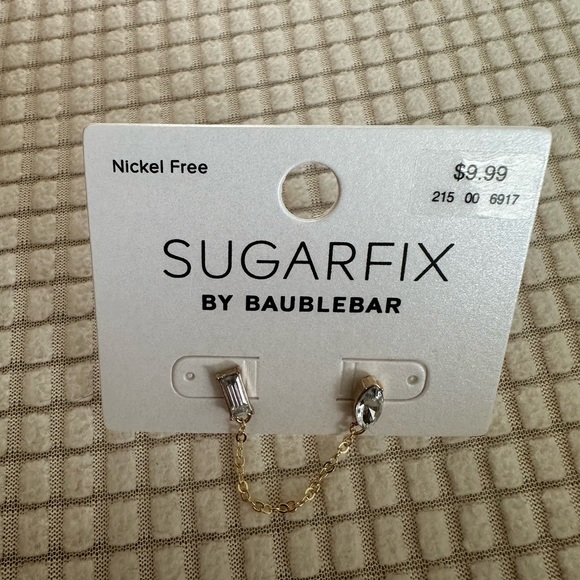 Nickel Free
$9.99
215 00 6917
SUGARFIX
BY BAUBLEBAR